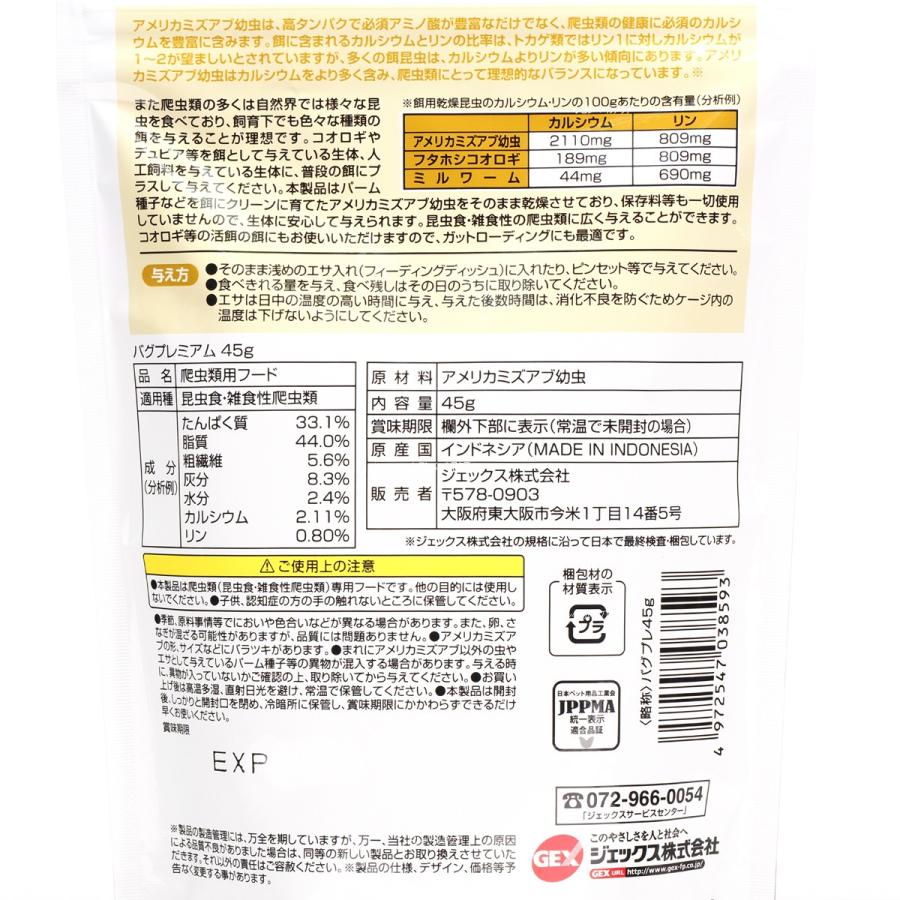 アメリカミズアブ幼虫は、高タンパクで必須アミノ酸が豊富なだけでなく、爬虫類の健康に必須のカルシ
ウムを豊富に含みます。餌に含まれるカルシウムとリンの比率は、トカゲ類ではリン1に対しカルシウムが
1〜2が望ましいとされていますが、多くの餌昆虫は、カルシウムよりリンが多い傾向にあります。アメリ
カミズアブ幼虫はカルシウムをより多く含み、爬虫類にとって理想的なバランスになっています。※
また爬虫類の多くは自然界では様々な昆
虫を食べており、飼育下でも色々な種類の
餌を与えることが理想です。コオロギや
デュビア等を餌として与えている生体、人
工飼料を与えている生体に、普段の餌にプ
ラスして与えてください。本製品はパーム
種子などを餌にクリーンに育てたアメリカミズアブ幼虫をそのまま乾燥させており、保存料等も一切使用
していませんので、生体に安心して与えられます。昆虫食・雑食性の爬虫類に広く与えることができます。
コオロギ等の活餌の餌にもお使いいただけますので、ガットローディングにも最適です。
※餌用乾燥昆虫のカルシウム・リンの100gあたりの含有量(分析例)
カルシウム リン
アメリカミズアブ幼虫 2110mg 809mg
フタホシコオロギ 189mg 809mg
ミルワーム 44mg 690mg
与え方
●そのまま浅めのエサ入れ(フィーディングディッシュ)に入れたり、ピンセット等で与えてください。
●食べきれる量を与え、食べ残しはその日のうちに取り除いてください。
●エサは日中の温度の高い時間に与え、与えた後数時間は、消化不良を防ぐためケージ内の
温度は下げないようにしてください。
バグプレミアム 45g
品名 爬虫類用フード
適用種 昆虫食・雑食性爬虫類
成分
(分析例)
たんぱく質 33.1%
脂質 44.0%
粗繊維 5.6%
灰分 8.3%
水分 2.4%
カルシウム 2.11%
リン 0.80%
原材料 アメリカミズアブ幼虫
内容量 45g
賞味期限 欄外下部に表示(常温で未開封の場合)
原産国 インドネシア(MADE IN INDONESIA)
販売者 ジェックス株式会社
〒578-0903
大阪府東大阪市今米1丁目14番5号
※ジェックス株式会社の規格に沿って日本で最終検査・梱包しています。
⚠ご使用上の注意
●本製品は爬虫類(昆虫食・雑食性爬虫類)専用フードです。他の目的には使用し
ないでください。●子供、認知症の方の手の触れないところに保管してください。
●季節、原料事情等でにおいや色合いなどが異なる場合があります。また、卵、さ
なぎが混ざる可能性がありますが、品質には問題ありません。●アメリカミズア
ブの形、サイズなどにバラツキがあります。●まれにアメリカミズアブ以外の虫や
エサとして与えているパーム種子等の異物が混入する場合があります。与える時
に、異物が入っていないかご確認の上、取り除いてから与えてください。●お買い
上げ後は高温多湿、直射日光を避け、常温で保管してください。●本製品は開封
後、しっかりと開封口を閉め、冷暗所に保管し、賞味期限にかかわらずできるだけ
早くお使いください。
賞味期限
EXP
梱包材の
材質表示
プラ
日本ペット用品工業会
JPPMA
統一表示
適合品証
〈略称〉バグプレ45g
4 972547 038593
☎072-966-0054
「ジェックスサービスセンター」
※製品の製造管理には、万全を期していますが、万一、当社の製造管理上の原因
による品質不良がありました場合は、同等の新しい製品とお取り換えさせていた
だきます。それ以外の責任はご容赦ください。※製品の仕様、デザイン、価格等予
告なく変更する事があります。
このやさしさを人と社会へ
GEX ジェックス株式会社
GEX URL http://www.gex-fp.co.jp/